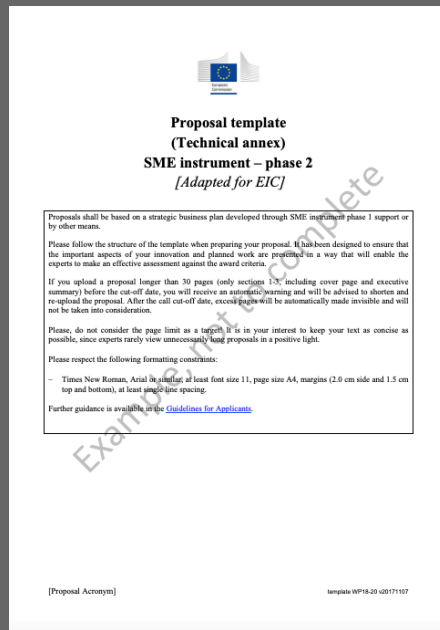 European
Commission
Proposal template
(Technical annex)
SME instrument – phase 2
[Adapted for EIC]
Proposals shall be based on a strategic business plan developed through SME instrument phase 1 support or
by other means.
Please follow the structure of the template when preparing your proposal. It has been designed to ensure that
the important aspects of your innovation and planned work are presented in a way that will enable the
experts to make an effective assessment against the award criteria.
If you upload a proposal longer than 30 pages (only sections 1-3, including cover page and executive
summary) before the cut-off date, you will receive an automatic warning and will be advised to shorten and
re-upload the proposal. After the call cut-off date, excess pages will be automatically made invisible and will
not be taken into consideration.
Please, do not consider the page limit as a target! It is in your interest to keep your text as concise as
possible, since experts rarely view unnecessarily long proposals in a positive light.
Please respect the following formatting constraints:
– Times New Roman, Arial or similar, at least font size 11, page size A4, margins (2.0 cm side and 1.5 cm
top and bottom), at least single line spacing.
Further guidance is available in the Guidelines for Applicants.
Example, not to complete
[Proposal Acronym]
template WP18-20 v20171107